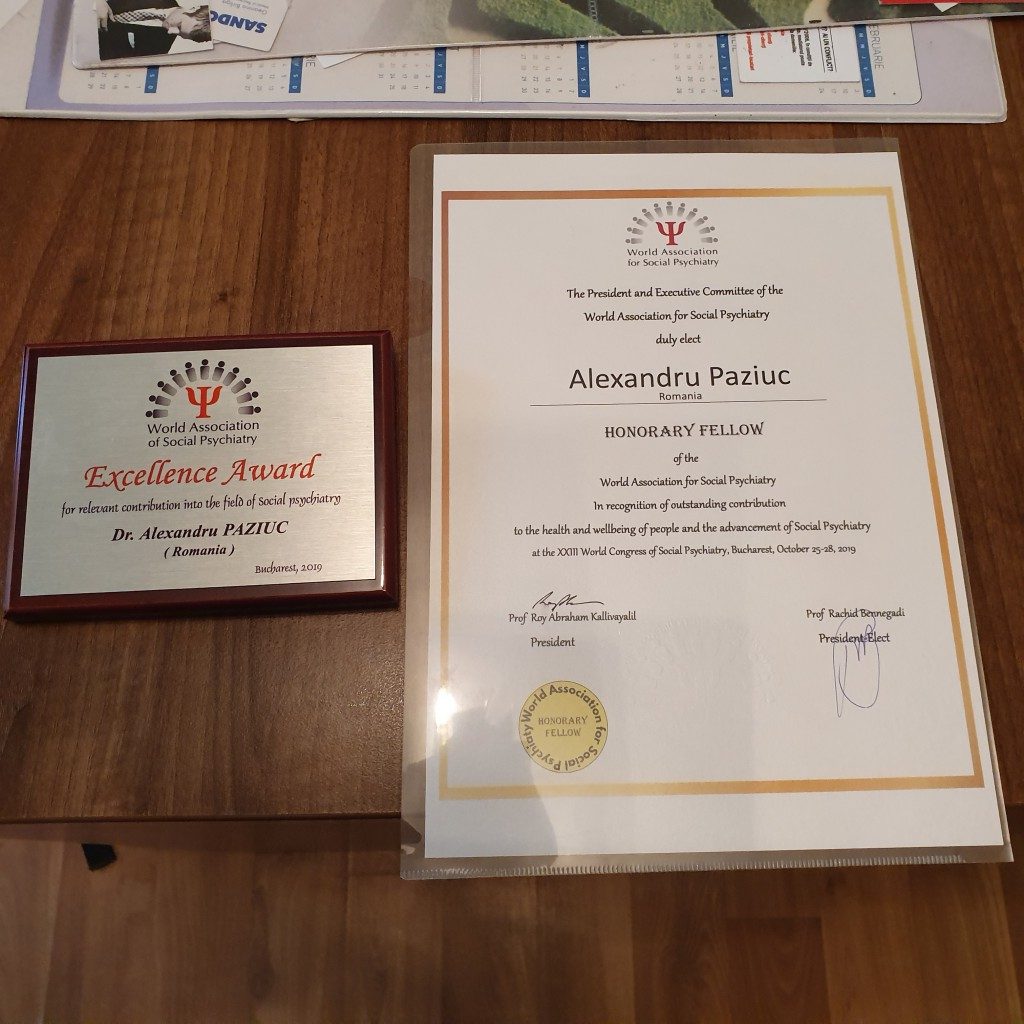 SANDO
World Association
of Social Psychiatry
Excellence Award
for relevant contribution into the field of Social psychiatry
Dr. Alexandru PAZIUC
( Romania )
Bucharest, 2019
World Association
for Social Psychiatry
The President and Executive Committee of the
World Association for Social Psychiatry
duly elect
Alexandru Paziuc
Romania
HONORARY FELLOW
of the
World Association for Social Psychiatry
In recognition of outstanding contribution
to the health and wellbeing of people and the advancement of Social Psychiatry
at the XXIII World Congress of Social Psychiatry, Bucharest, October 25-28, 2019
Prof Roy Abraham Kallivayalil
President
Prof Rachid Bennegadi
President-Elect
World Association for Social Psychiaty
HONORARY
FELLOW